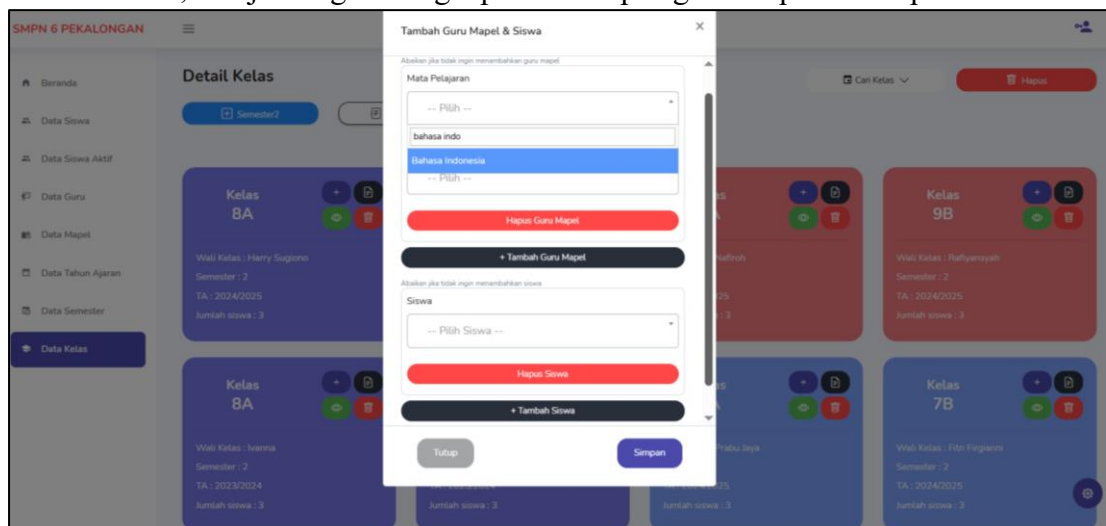 SMPN 6 PEKALONGAN
Tambah Guru Mapel & Siswa
×
Abaikan jika tidak ingin menambahkan guru mapel
Mata Pelajaran
-- Pilih --
bahasa indo
Bahasa Indonesia
-- Pilih --
Hapus Guru Mapel
+ Tambah Guru Mapel
Abaikan jika tidak ingin menambahkan siswa
Siswa
-- Pilih Siswa --
Hapus Siswa
+ Tambah Siswa
Tutup
Simpan
Beranda
Data Siswa
Data Siswa Aktif
Data Guru
Data Mapel
Data Tahun Ajaran
Data Semester
Data Kelas
Detail Kelas
Cari Kelas
Hapus
Semester2
Kelas
8A
Wali Kelas : Harry Sugiono
Semester : 2
TA : 2024/2025
Jumlah siswa : 3
Kelas
9B
Wali Kelas : Rafiyansyah
Semester : 2
TA : 2024/2025
Jumlah siswa : 3
Kelas
8A
Wali Kelas : Ivanna
Semester : 2
TA : 2023/2024
Jumlah siswa : 3
Jumlah siswa : 3
Prabu Jaya
Jumlah siswa : 3
Kelas
7B
Wali Kelas : Fitri Firgianni
Semester : 2
TA : 2024/2025
Jumlah siswa : 3